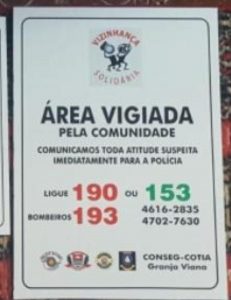 VIZINHANÇA
SOLIDÁRIA
ÁREA VIGIADA
PELA COMUNIDADE
COMUNICAMOS TODA ATITUDE SUSPEITA
IMEDIATAMENTE PARA A POLÍCIA
LIGUE 190 OU 153
BOMBEIROS 193 4616-2835
4702-7630
CONSEG-COTIA
Granja Viana